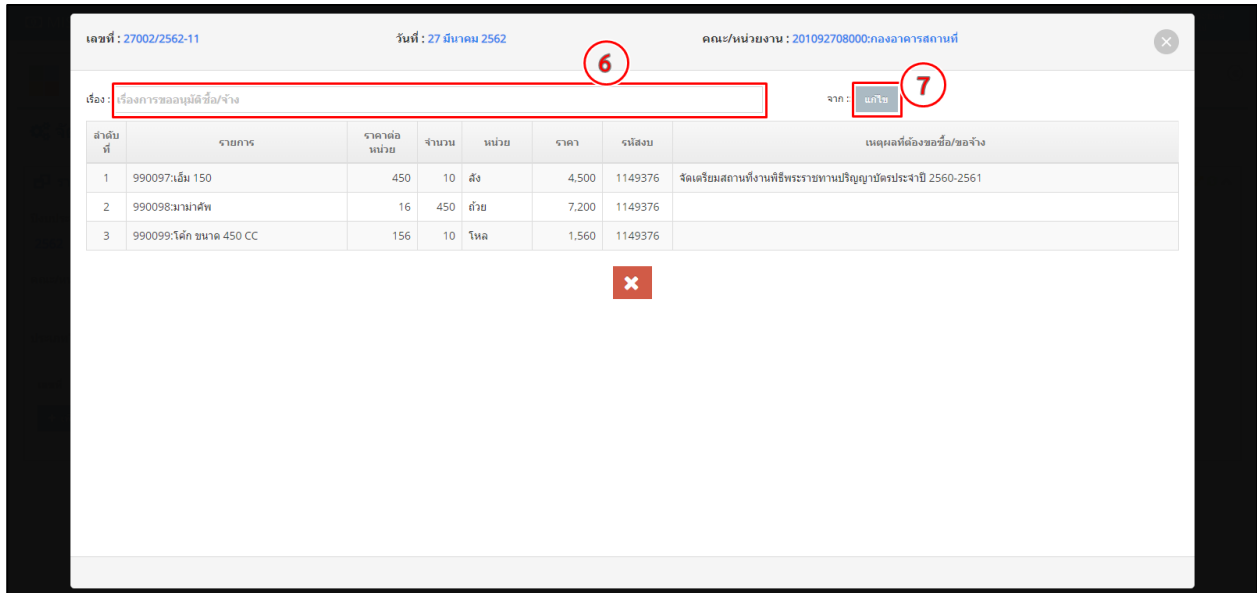 เลขที่ : 27002/2562-11 วันที่ : 27 มีนาคม 2562 คณะ/หน่วยงาน : 201092708000:กองอาคารสถานที่
6
7
เรื่อง : เรื่องการขออนุมัติซื้อ/จ้าง จาก : แก้ไข
ลำดับที่ รายการ ราคาต่อหน่วย จำนวน หน่วย ราคา รหัสงบ เหตุผลที่ต้องขอซื้อ/ขอจ้าง
1 990097:เอ็ม 150 450 10 ลัง 4,500 1149376 จัดเตรียมสถานที่งานพิธีพระราชทานปริญญาบัตรประจำปี 2560-2561
2 990098:มาม่าคัพ 16 450 ถ้วย 7,200 1149376
3 990099:โค้ก ขนาด 450 CC 156 10 โหล 1,560 1149376